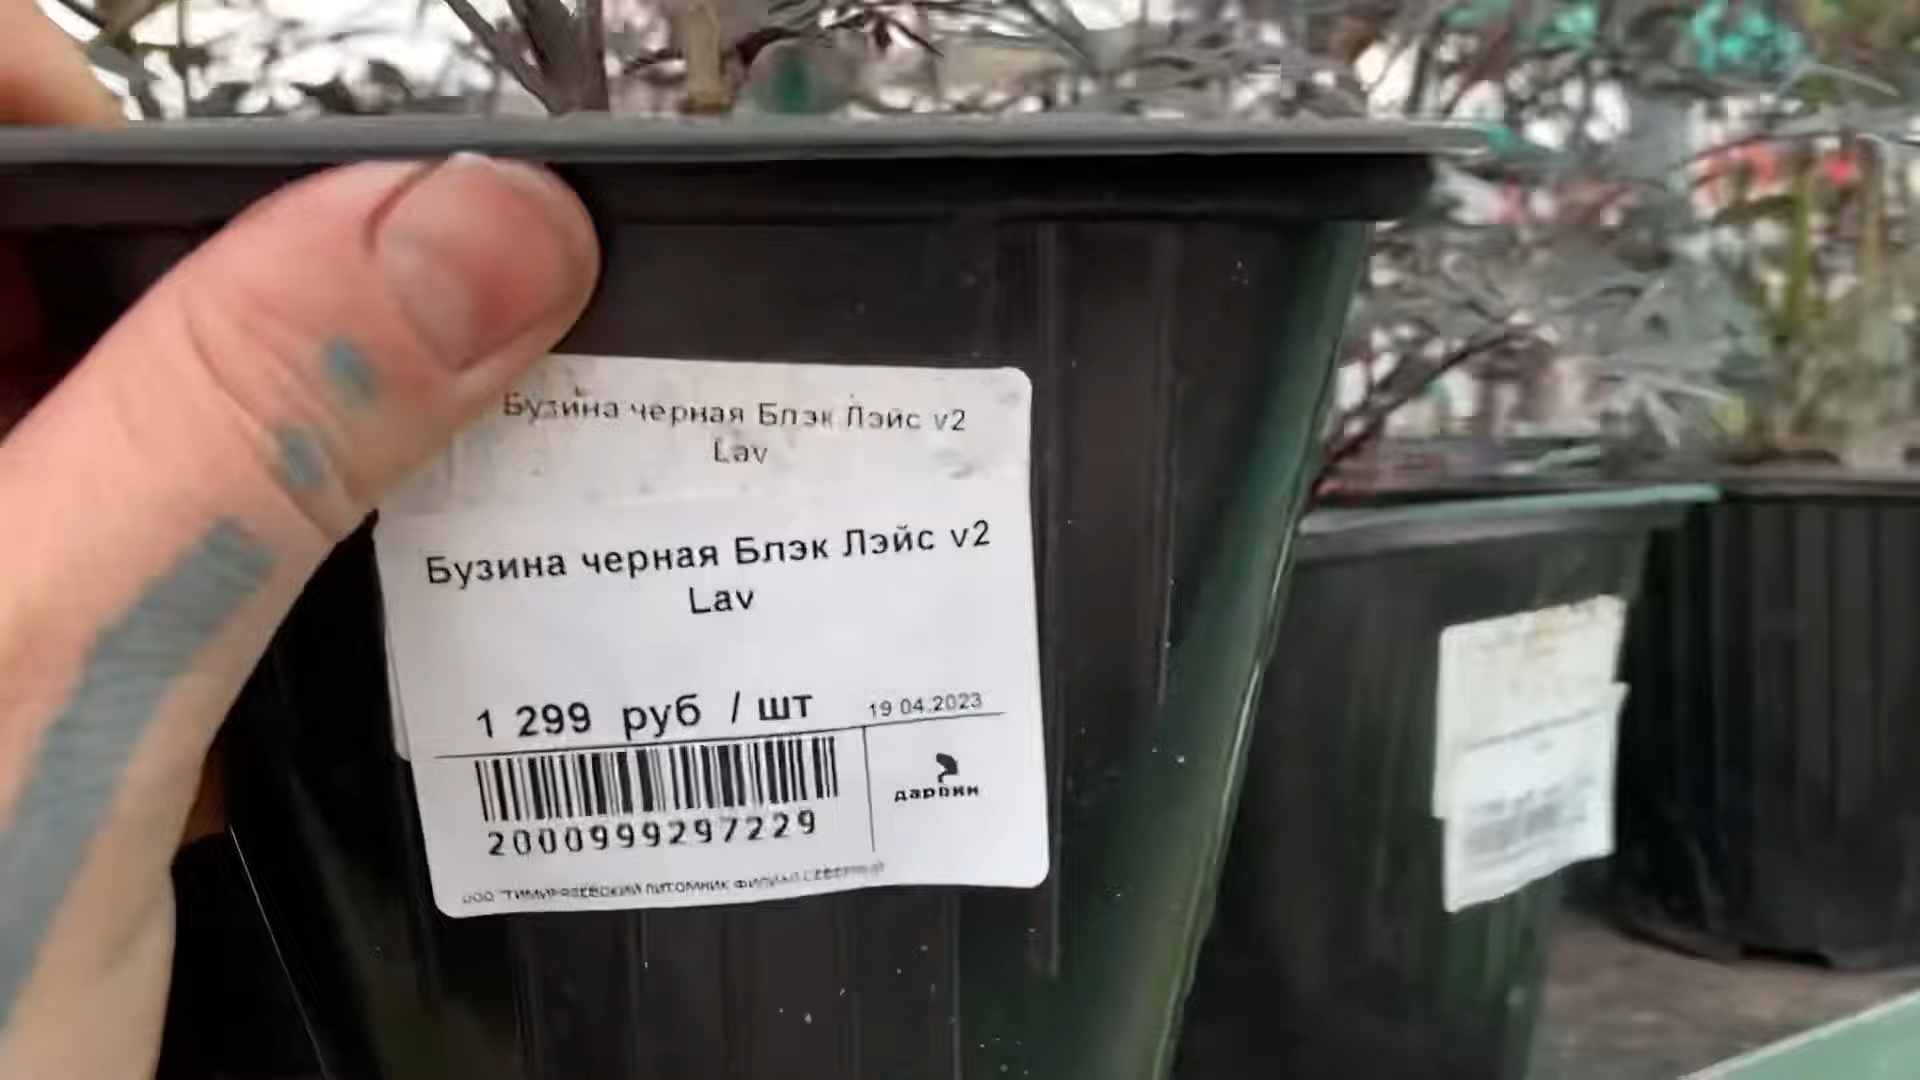 Бузина черная Блэк Лэйс v2
Lav
Бузина черная Блэк Лэйс v2
Lav
1 299 руб / шт
19.04.2023
2000999297229
дарвин
ООО "ТИМИРЯЗЕВСКИЙ ПИТОМНИК ФИЛИАЛ СЕВЕРНЫЙ"